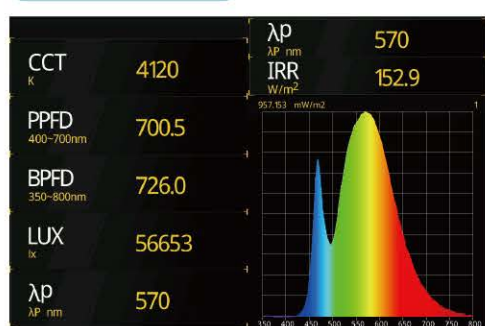 CCT
K
4120
PPFD
400~700nm
700.5
BPFD
350~800nm
726.0
LUX
lx
56653
λp
λP nm
570
λp
λP nm
570
IRR
W/m²
152.9
957.153 mW/m2
1
350 400 450 500 550 600 650 700 750 800